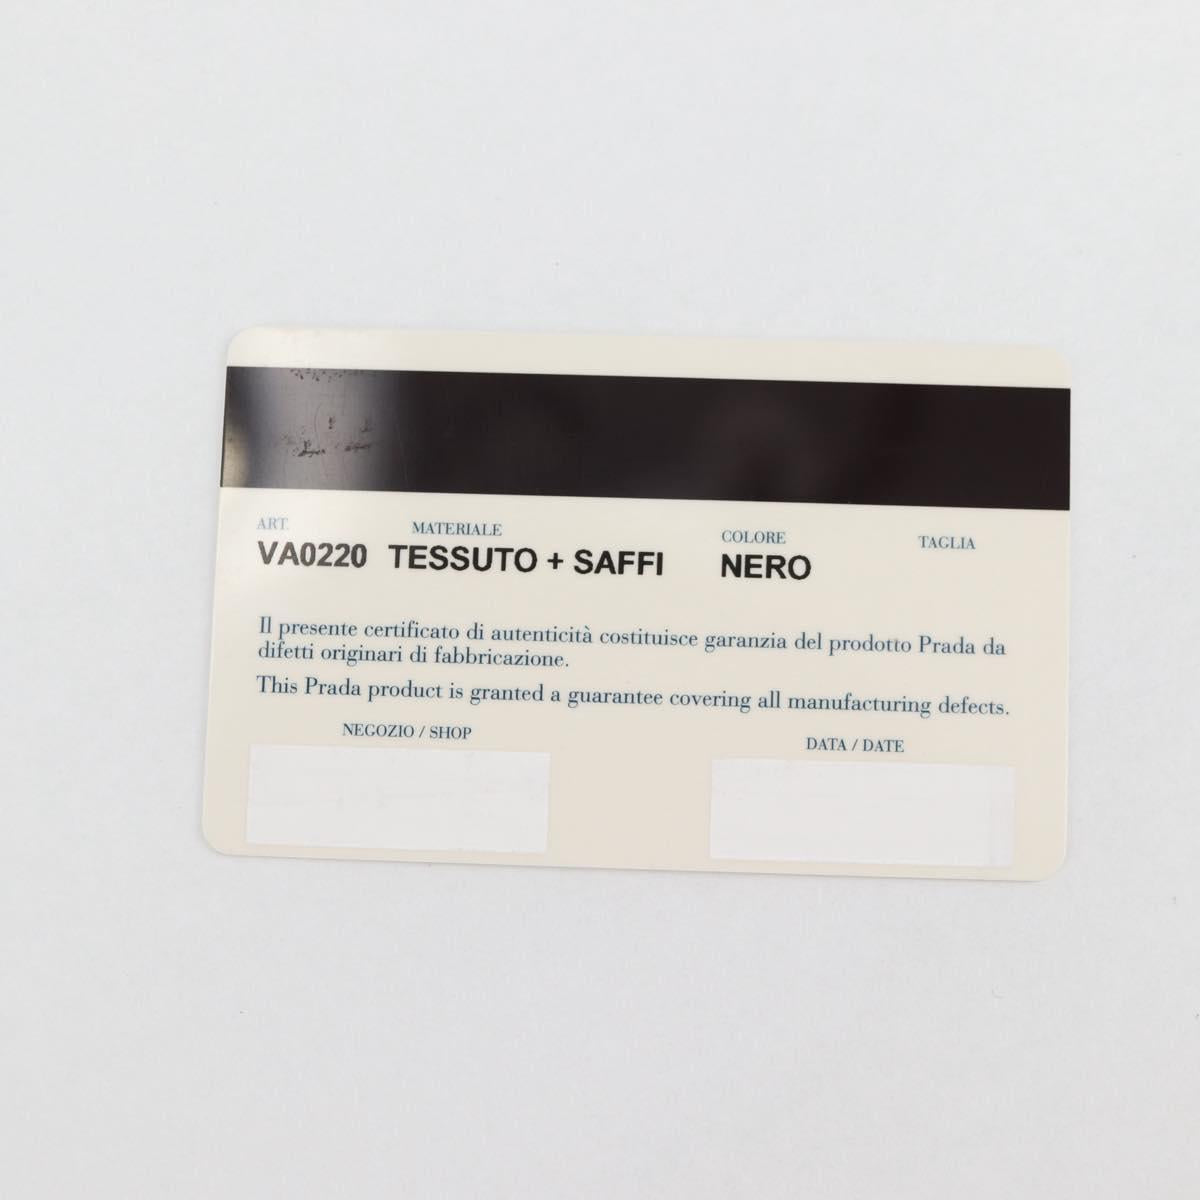 ART. MATERIALE COLORE TAGLIA
VA0220 TESSUTO + SAFFI NERO
Il presente certificato di autenticità costituisce garanzia del prodotto Prada da
difetti originari di fabbricazione.
This Prada product is granted a guarantee covering all manufacturing defects.
NEGOZIO / SHOP DATA / DATE